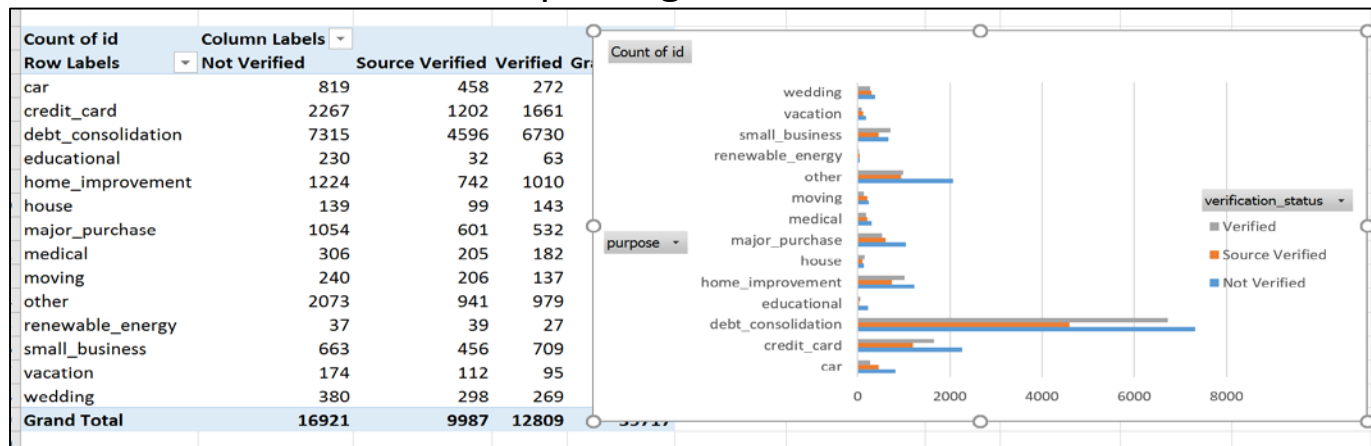 Count of id Column Labels
Row Labels Not Verified Source Verified Verified
car 819 458 272
credit_card 2267 1202 1661
debt_consolidation 7315 4596 6730
educational 230 32 63
home_improvement 1224 742 1010
house 139 99 143
major_purchase 1054 601 532
medical 306 205 182
moving 240 206 137
other 2073 941 979
renewable_energy 37 39 27
small_business 663 456 709
vacation 174 112 95
wedding 380 298 269
Grand Total 16921 9987 12809 39717
Count of id
wedding
vacation
small_business
renewable_energy
other
moving
medical
major_purchase
house
home_improvement
educational
debt_consolidation
credit_card
car
0 2000 4000 6000 8000
purpose
verification_status
Verified
Source Verified
Not Verified